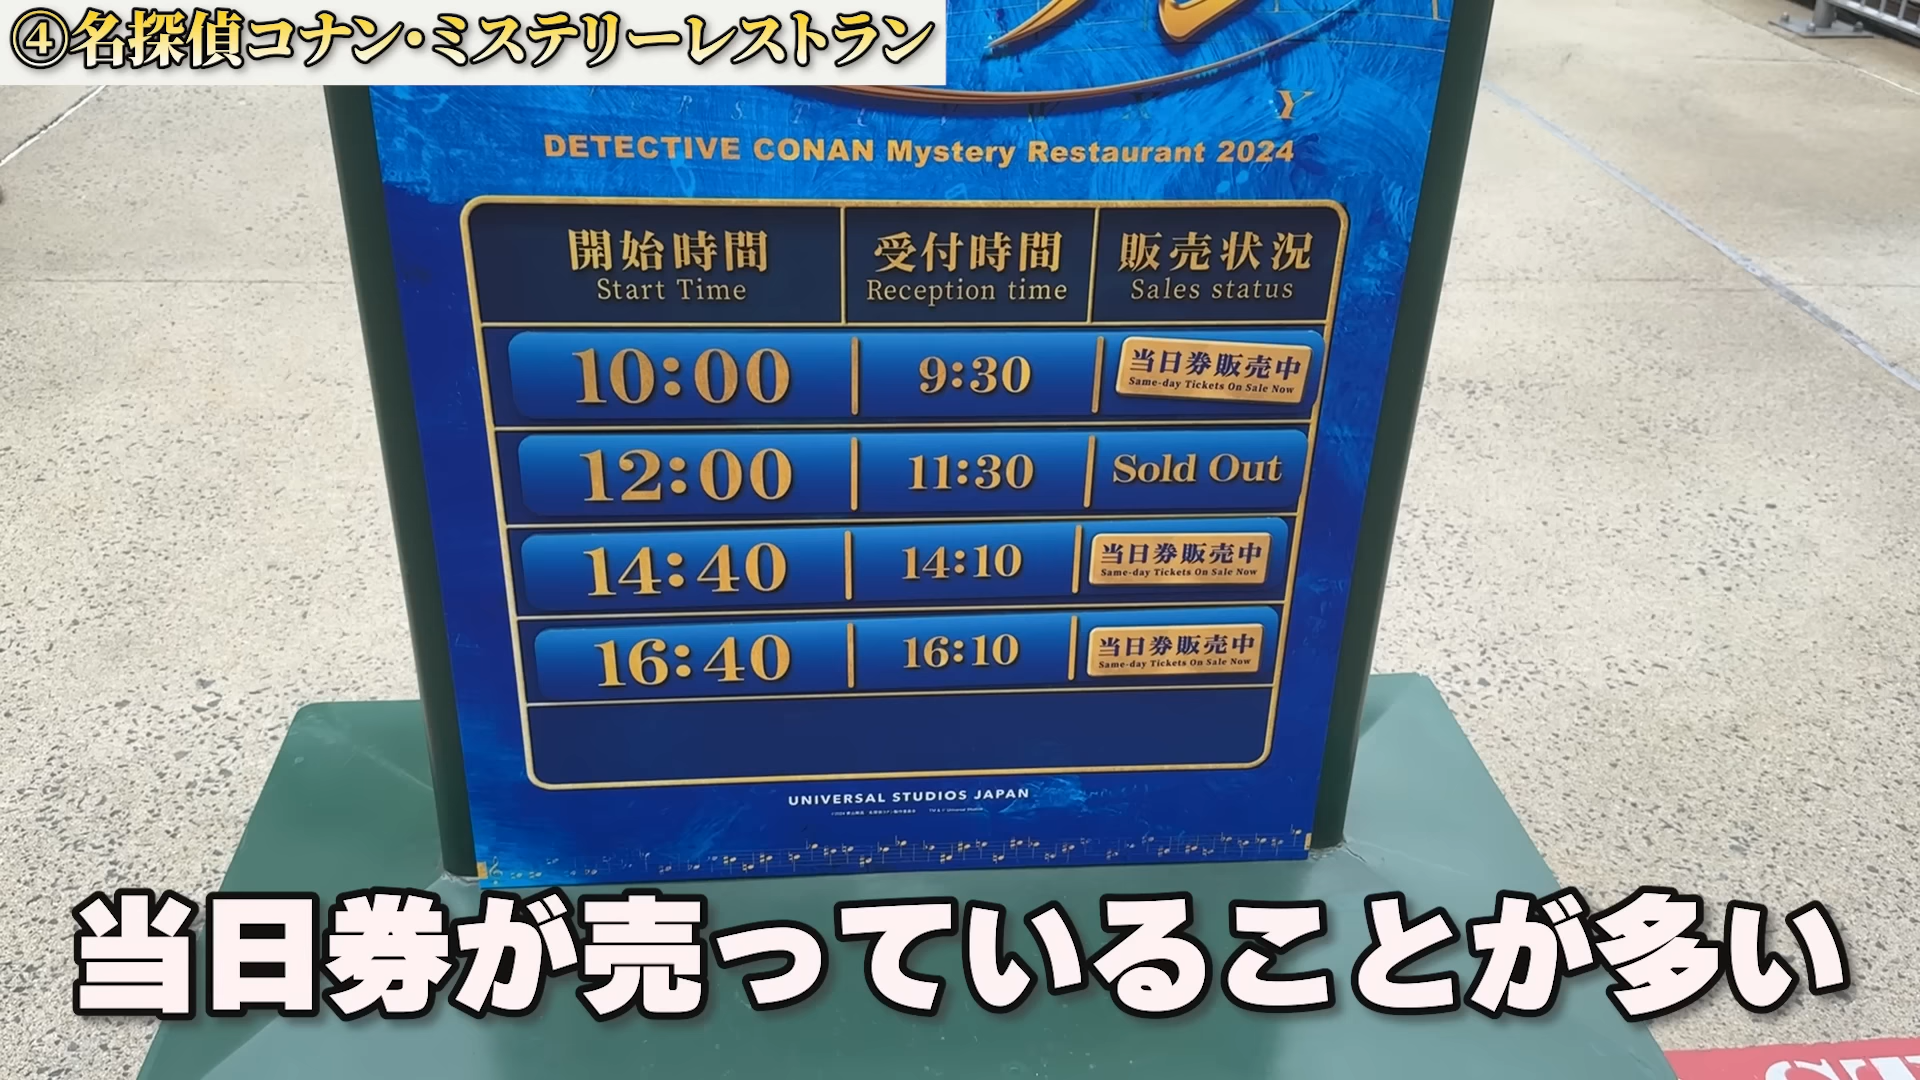 ④名探偵コナン・ミステリーレストラン
DETECTIVE CONAN Mystery Restaurant 2024
開始時間 受付時間 販売状況
Start Time Reception time Sales status
10:00 9:30 当日券販売中
Same-day Tickets On Sale Now
12:00 11:30 Sold Out
14:40 14:10 当日券販売中
Same-day Tickets On Sale Now
16:40 16:10 当日券販売中
Same-day Tickets On Sale Now
UNIVERSAL STUDIOS JAPAN
当日券が売っていることが多い